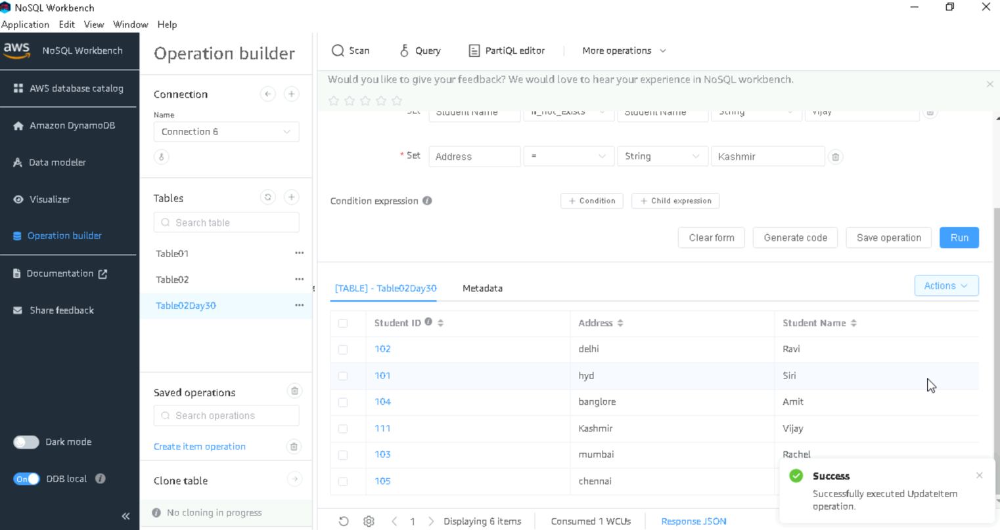 NoSQL Workbench
Application Edit View Window Help
aws NoSQL Workbench
AWS database catalog
Amazon DynamoDB
Data modeler
Visualizer
Operation builder
Documentation
Share feedback
Dark mode
On DDB local
Operation builder
Connection
Name
Connection 6
Tables
Search table
Table01
Table02
Table02Day30
Saved operations
Search operations
Create item operation
Clone table
No cloning in progress
Scan Query PartiQL editor More operations
Would you like to give your feedback? We would love to hear your experience in NoSQL workbench.
Set Student Name if_not_exists Student Name String Vijay
* Set Address = String Kashmir
Condition expression + Condition + Child expression
Clear form Generate code Save operation Run
[TABLE] - Table02Day30 Metadata Actions
Student ID Address Student Name
102 delhi Ravi
101 hyd Siri
104 banglore Amit
111 Kashmir Vijay
103 mumbai Rachel
105 chennai
Success
Successfully executed UpdateItem
operation.
1 Displaying 6 items Consumed 1 WCUs Response JSON